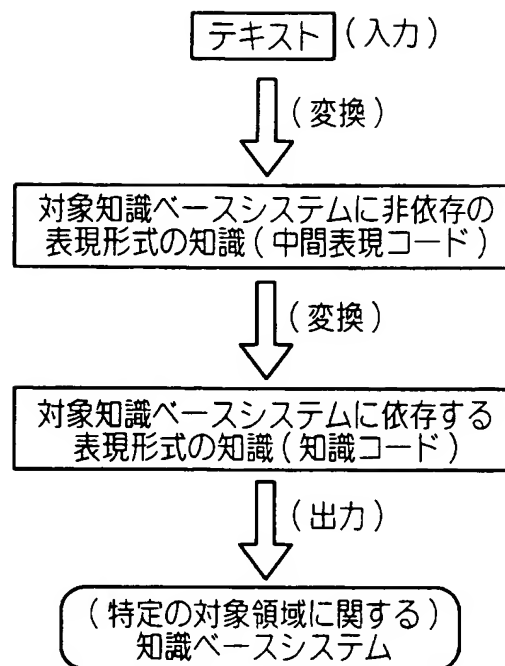 テキスト (入力)
(変換)
対象知識ベースシステムに非依存の
表現形式の知識(中間表現コード)
(変換)
対象知識ベースシステムに依存する
表現形式の知識(知識コード)
(出力)
(特定の対象領域に関する)
知識ベースシステム